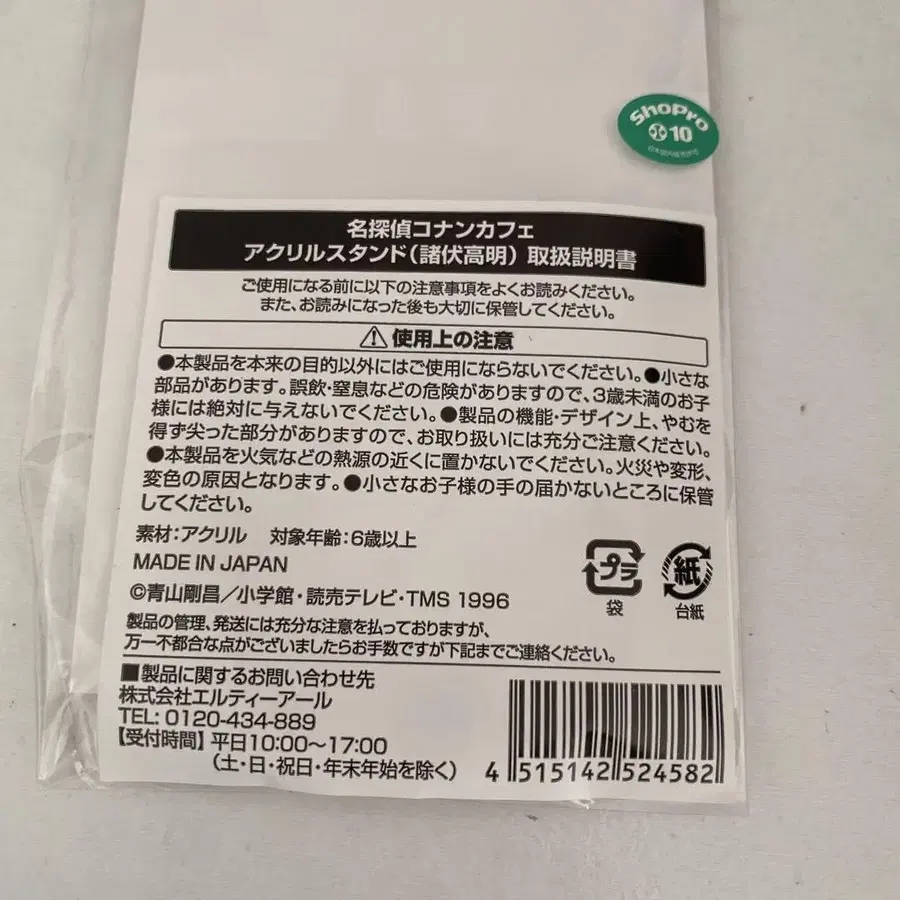 ShoPro
10
名探偵コナンカフェ
アクリルスタンド(諸伏高明) 取扱説明書
ご使用になる前に以下の注意事項をよくお読みください。
また、お読みになった後も大切に保管してください。
使用上の注意
●本製品を本来の目的以外にはご使用にならないでください。●小さな
部品があります。誤飲・窒息などの危険がありますので、3歳未満のお子
様には絶対に与えないでください。●製品の機能・デザイン上、やむを
得ず尖った部分がありますので、お取り扱いには充分ご注意ください。
●本製品を火気などの熱源の近くに置かないでください。火災や変形、
変色の原因となります。●小さなお子様の手の届かないところに保管
してください。
素材:アクリル 対象年齢:6歳以上
MADE IN JAPAN
©青山剛昌/小学館・読売テレビ・TMS 1996
プラ
袋
紙
台紙
製品の管理、発送には充分な注意を払っておりますが、
万一不都合な点がございましたらお手数ですが下記までご連絡ください。
■製品に関するお問い合わせ先
株式会社エルティーアール
TEL: 0120-434-889
【受付時間】平日10:00〜17:00
(土・日・祝日・年末年始を除く)
4 515142 524582